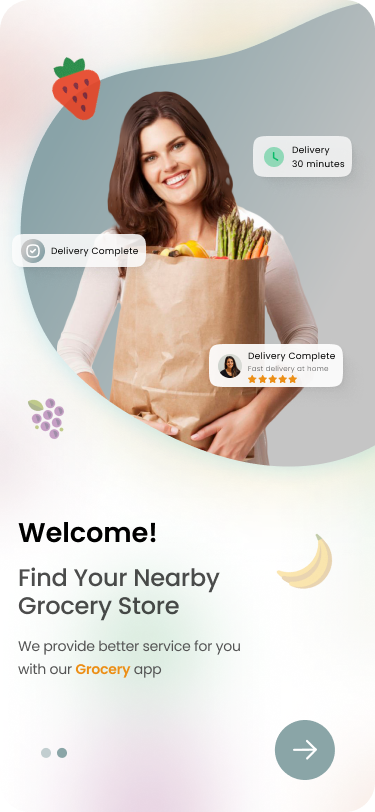 Delivery
30 minutes
Delivery Complete
Delivery Complete
Fast delivery at home
Welcome!
Find Your Nearby
Grocery Store
We provide better service for you
with our Grocery app